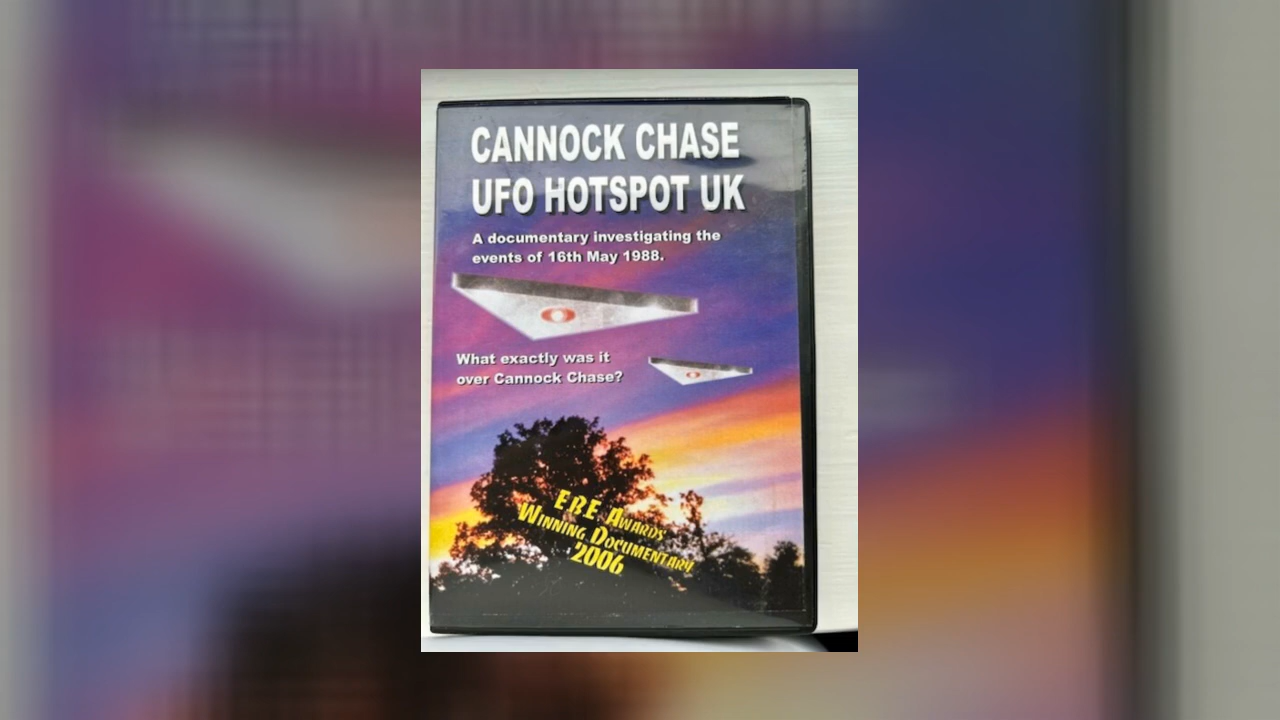 CANNOCK CHASE
UFO HOTSPOT UK
A documentary investigating the
events of 16th May 1988.
What exactly was it
over Cannock Chase?
EBE AWARDS
WINNING DOCUMENTARY
2006